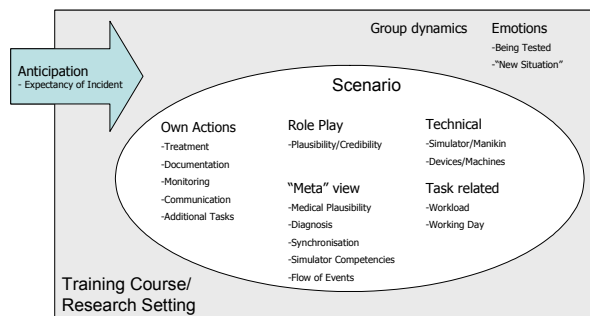 Group dynamics
Emotions
-Being Tested
-“New Situation”
Anticipation
- Expectancy of Incident
Scenario
Own Actions
-Treatment
-Documentation
-Monitoring
-Communication
-Additional Tasks
Role Play
-Plausibility/Credibility
Technical
-Simulator/Manikin
-Devices/Machines
“Meta” view
-Medical Plausibility
-Diagnosis
-Synchronisation
-Simulator Competencies
-Flow of Events
Task related
-Workload
-Working Day
Training Course/
Research Setting